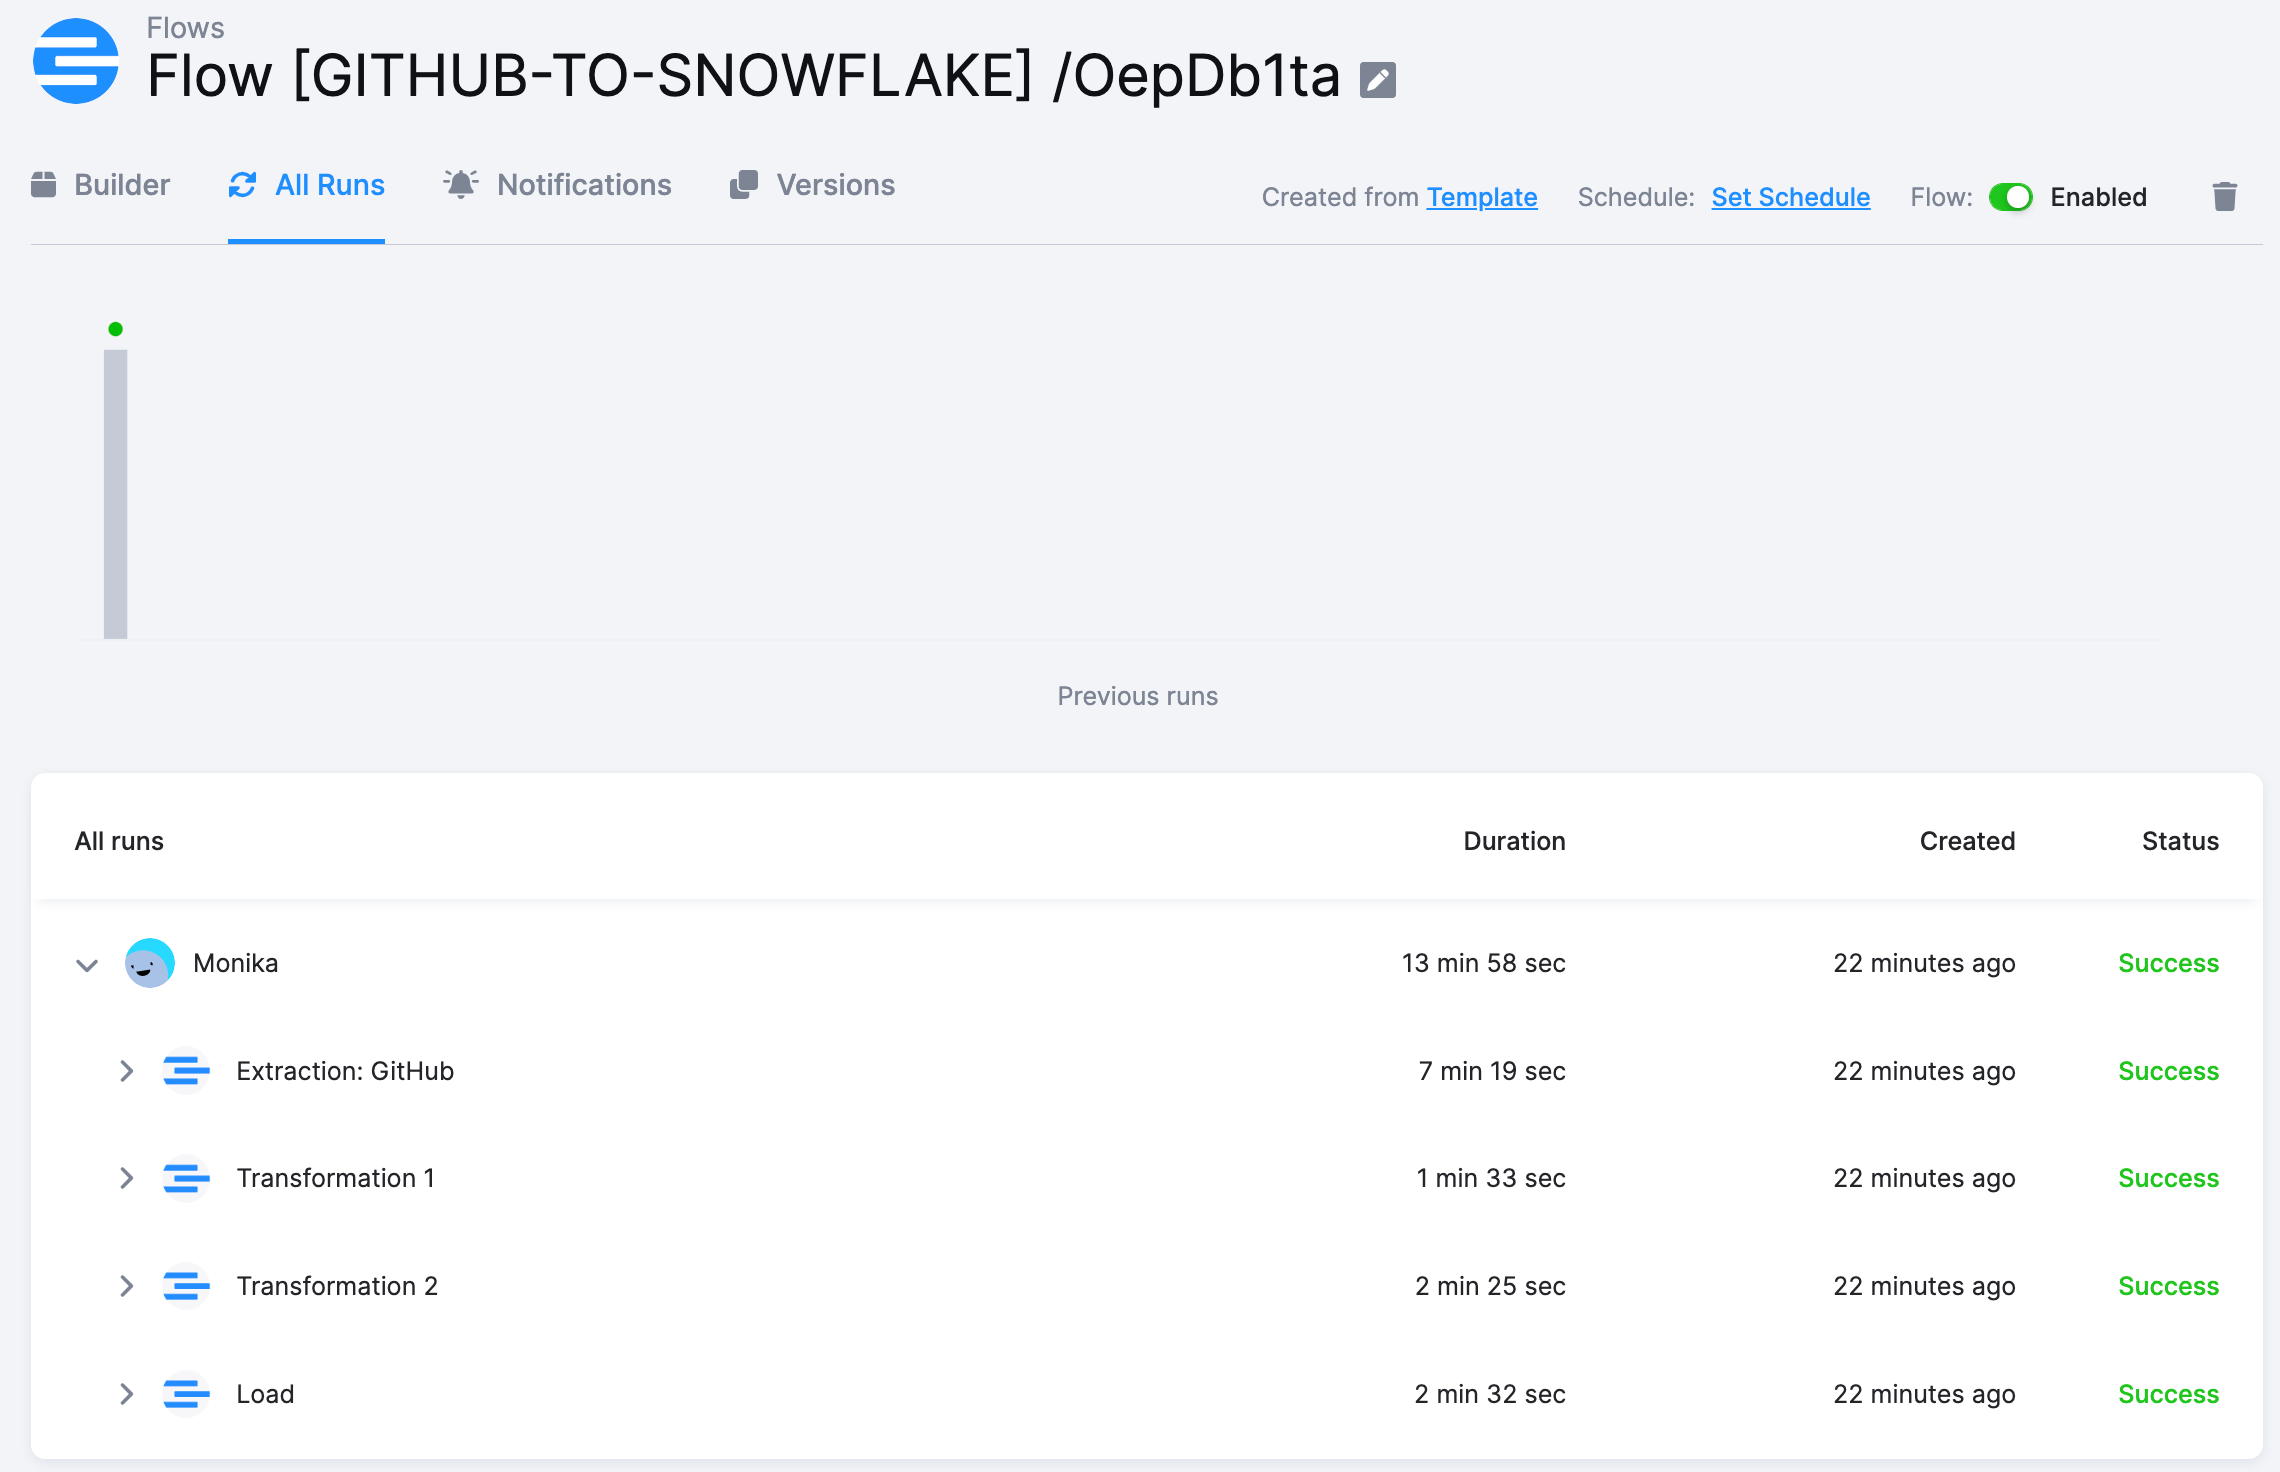 Flows
Flow [GITHUB-TO-SNOWFLAKE] /OepDb1ta
Builder All Runs Notifications Versions Created from Template Schedule: Set Schedule Flow: Enabled
Previous runs
All runs Duration Created Status
Monika 13 min 58 sec 22 minutes ago Success
Extraction: GitHub 7 min 19 sec 22 minutes ago Success
Transformation 1 1 min 33 sec 22 minutes ago Success
Transformation 2 2 min 25 sec 22 minutes ago Success
Load 2 min 32 sec 22 minutes ago Success